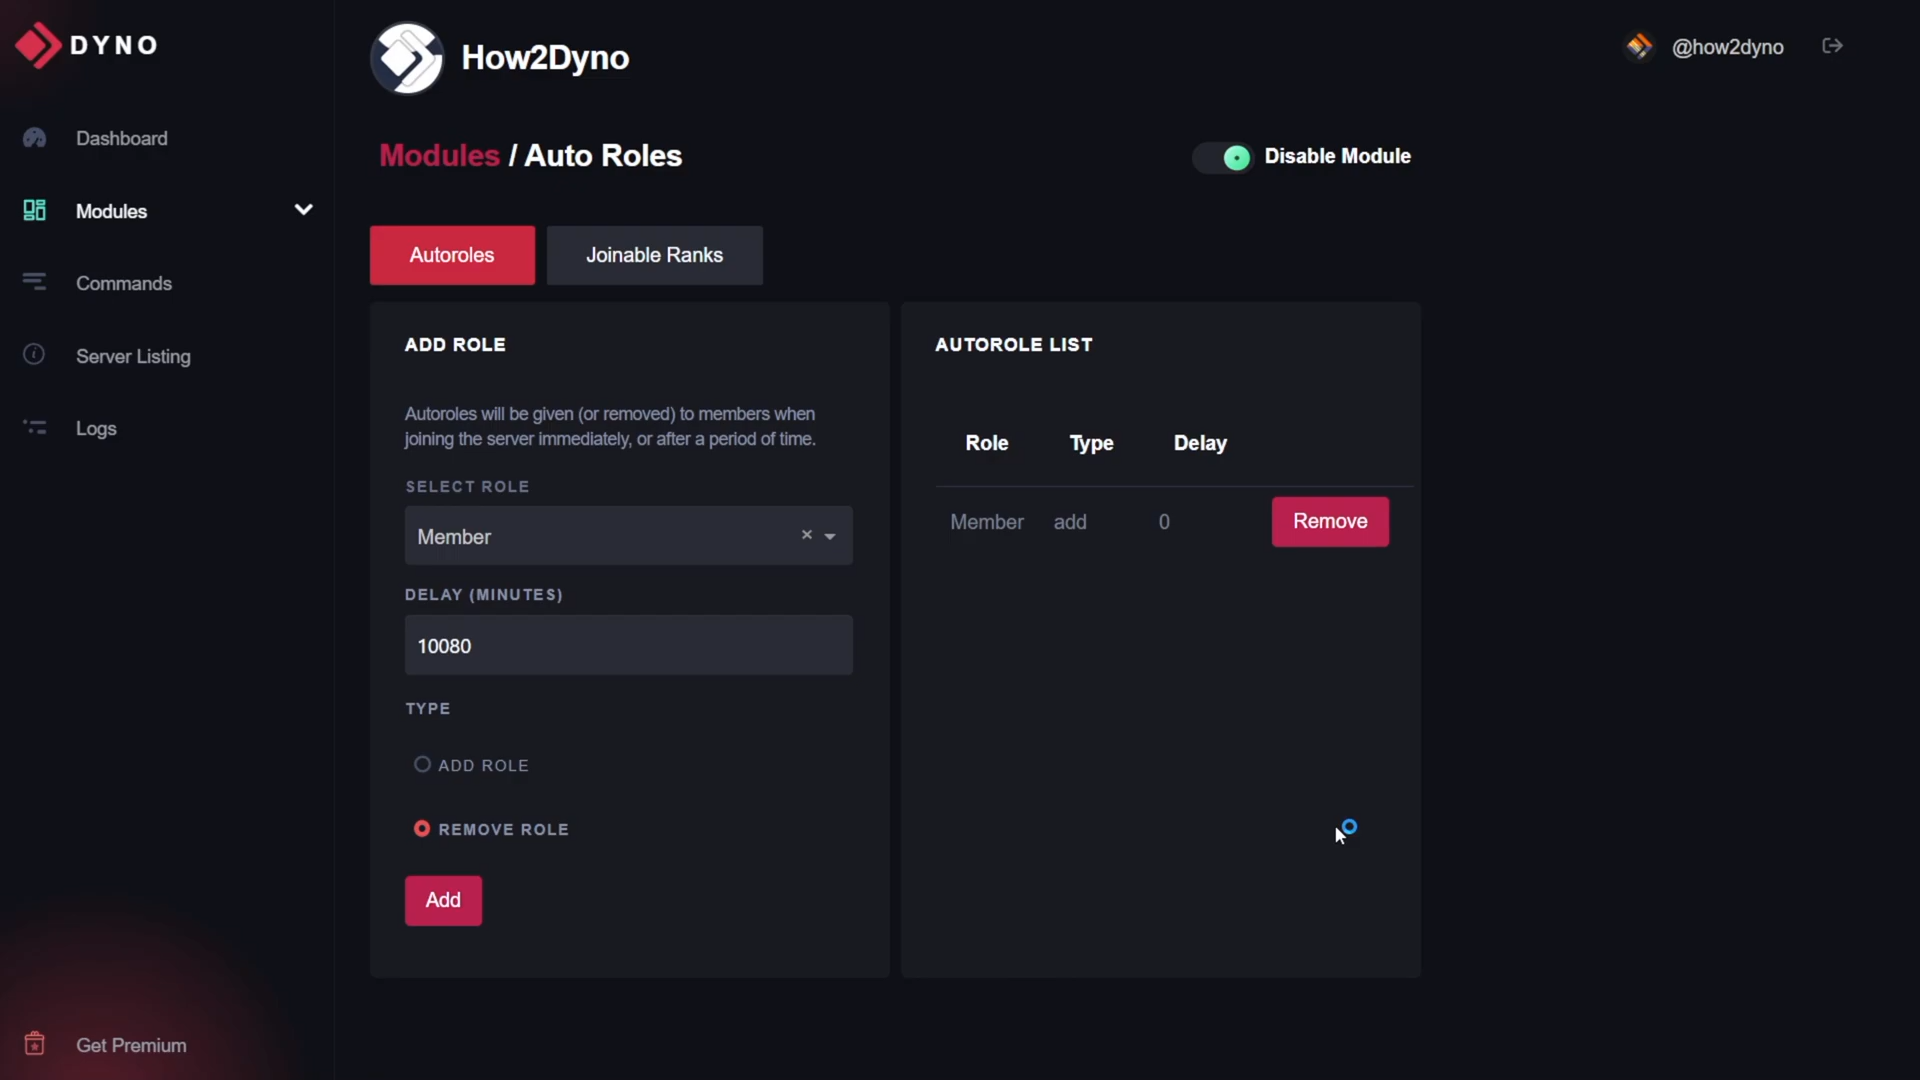 DYNO
How2Dyno
@how2dyno
Dashboard
Modules
Commands
Server Listing
Logs
Get Premium
Modules / Auto Roles
Disable Module
Autoroles
Joinable Ranks
ADD ROLE
Autoroles will be given (or removed) to members when
joining the server immediately, or after a period of time.
SELECT ROLE
Member
DELAY (MINUTES)
10080
TYPE
ADD ROLE
REMOVE ROLE
Add
AUTOROLE LIST
Role Type Delay
Member add 0 Remove